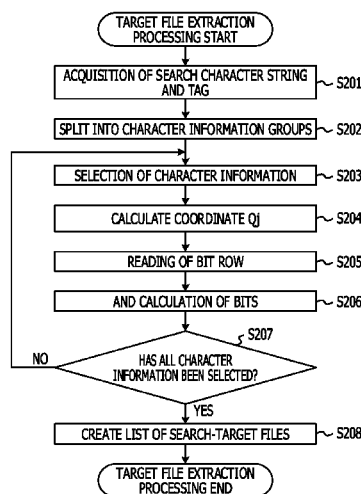 TARGET FILE EXTRACTION
PROCESSING START
ACQUISITION OF SEARCH CHARACTER STRING
AND TAG
S201
SPLIT INTO CHARACTER INFORMATION GROUPS
S202
SELECTION OF CHARACTER INFORMATION
S203
CALCULATE COORDINATE Qj
S204
READING OF BIT ROW
S205
AND CALCULATION OF BITS
S206
S207
HAS ALL CHARACTER
INFORMATION BEEN SELECTED?
NO
YES
CREATE LIST OF SEARCH-TARGET FILES
S208
TARGET FILE EXTRACTION
PROCESSING END